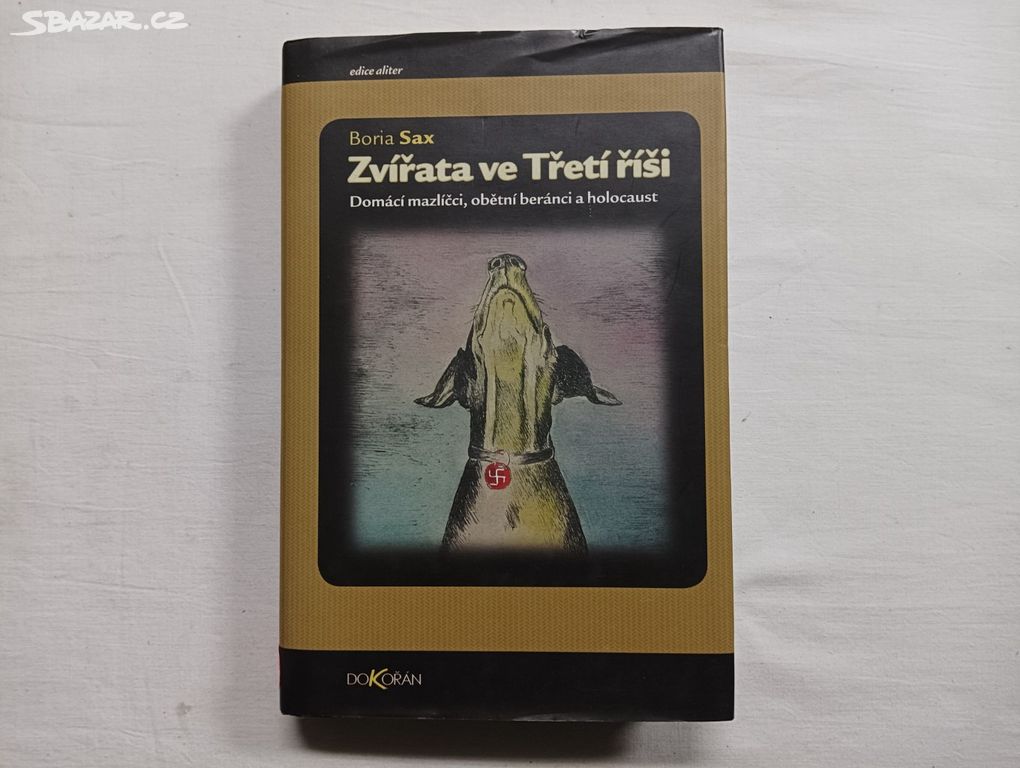 SBAZAR.CZ
edice aliter
Boria Sax
Zvířata ve Třetí říši
Domácí mazlíčci, obětní beránci a holocaust
DOKOŘÁN